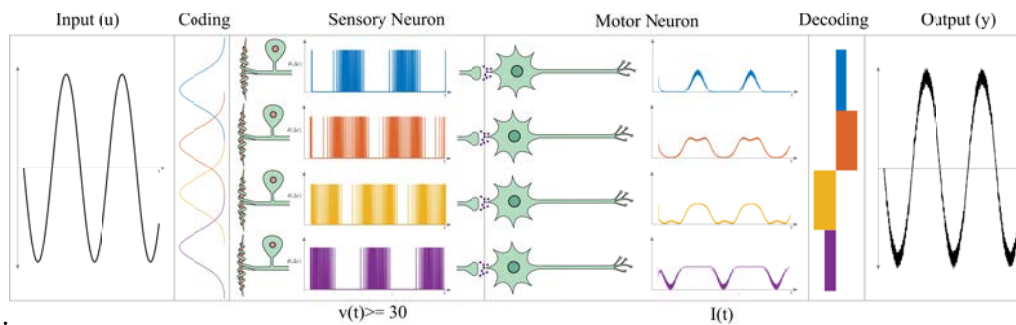 Input (u)
Coding
Sensory Neuron
Motor Neuron
Decoding
Output (y)
v(t)>= 30
I(t)
.